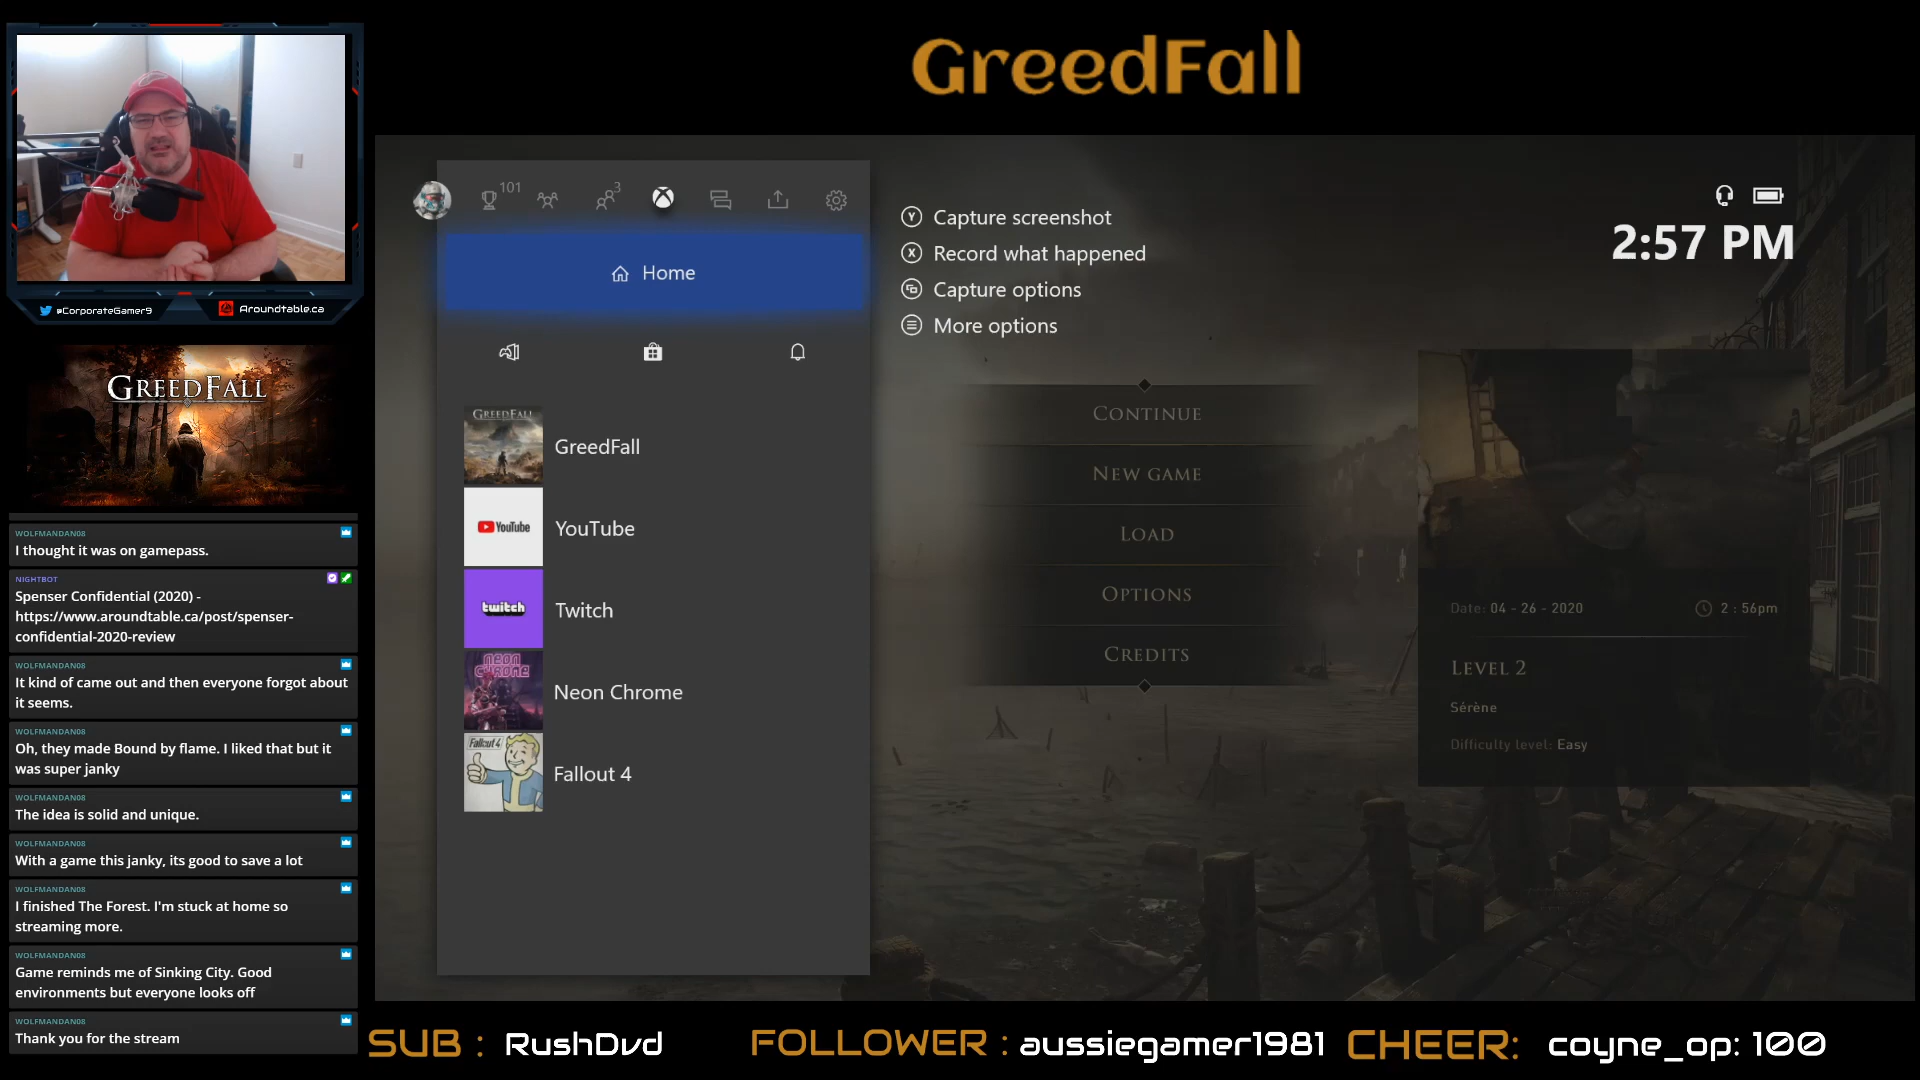 GreedFall
@CorporateGamer9
Aroundtable.ca
GREEDFALL
WOLFMANDAN08
I thought it was on gamepass.
NIGHTBOT
Spenser Confidential (2020) -
https://www.aroundtable.ca/post/spenser-
confidential-2020-review
WOLFMANDAN08
It kind of came out and then everyone forgot about
it seems.
WOLFMANDAN08
Oh, they made Bound by flame. I liked that but it
was super janky
WOLFMANDAN08
The idea is solid and unique.
WOLFMANDAN08
With a game this janky, its good to save a lot
WOLFMANDAN08
I finished The Forest. I'm stuck at home so
streaming more.
WOLFMANDAN08
Game reminds me of Sinking City. Good
environments but everyone looks off
WOLFMANDAN08
Thank you for the stream
101
3
Home
GREEDFALL
GreedFall
YouTube
YouTube
twitch
Twitch
NEON CHROME
Neon Chrome
Fallout 4
Fallout 4
Y Capture screenshot
X Record what happened
Capture options
More options
2:57 PM
CONTINUE
NEW GAME
LOAD
OPTIONS
CREDITS
Date: 04 - 26 - 2020
2 : 56pm
LEVEL 2
Sérène
Difficulty level: Easy
SUB : RushDvd
FOLLOWER : aussiegamer1981
CHEER: coyne_op: 100